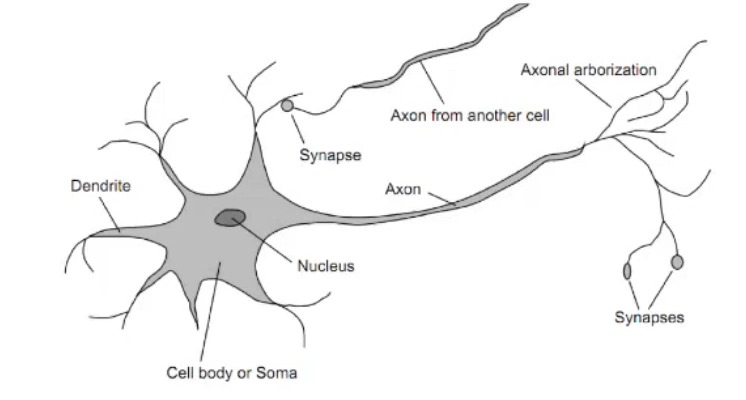 Axonal arborization
Axon from another cell
Synapse
Dendrite
Axon
Nucleus
Synapses
Cell body or Soma